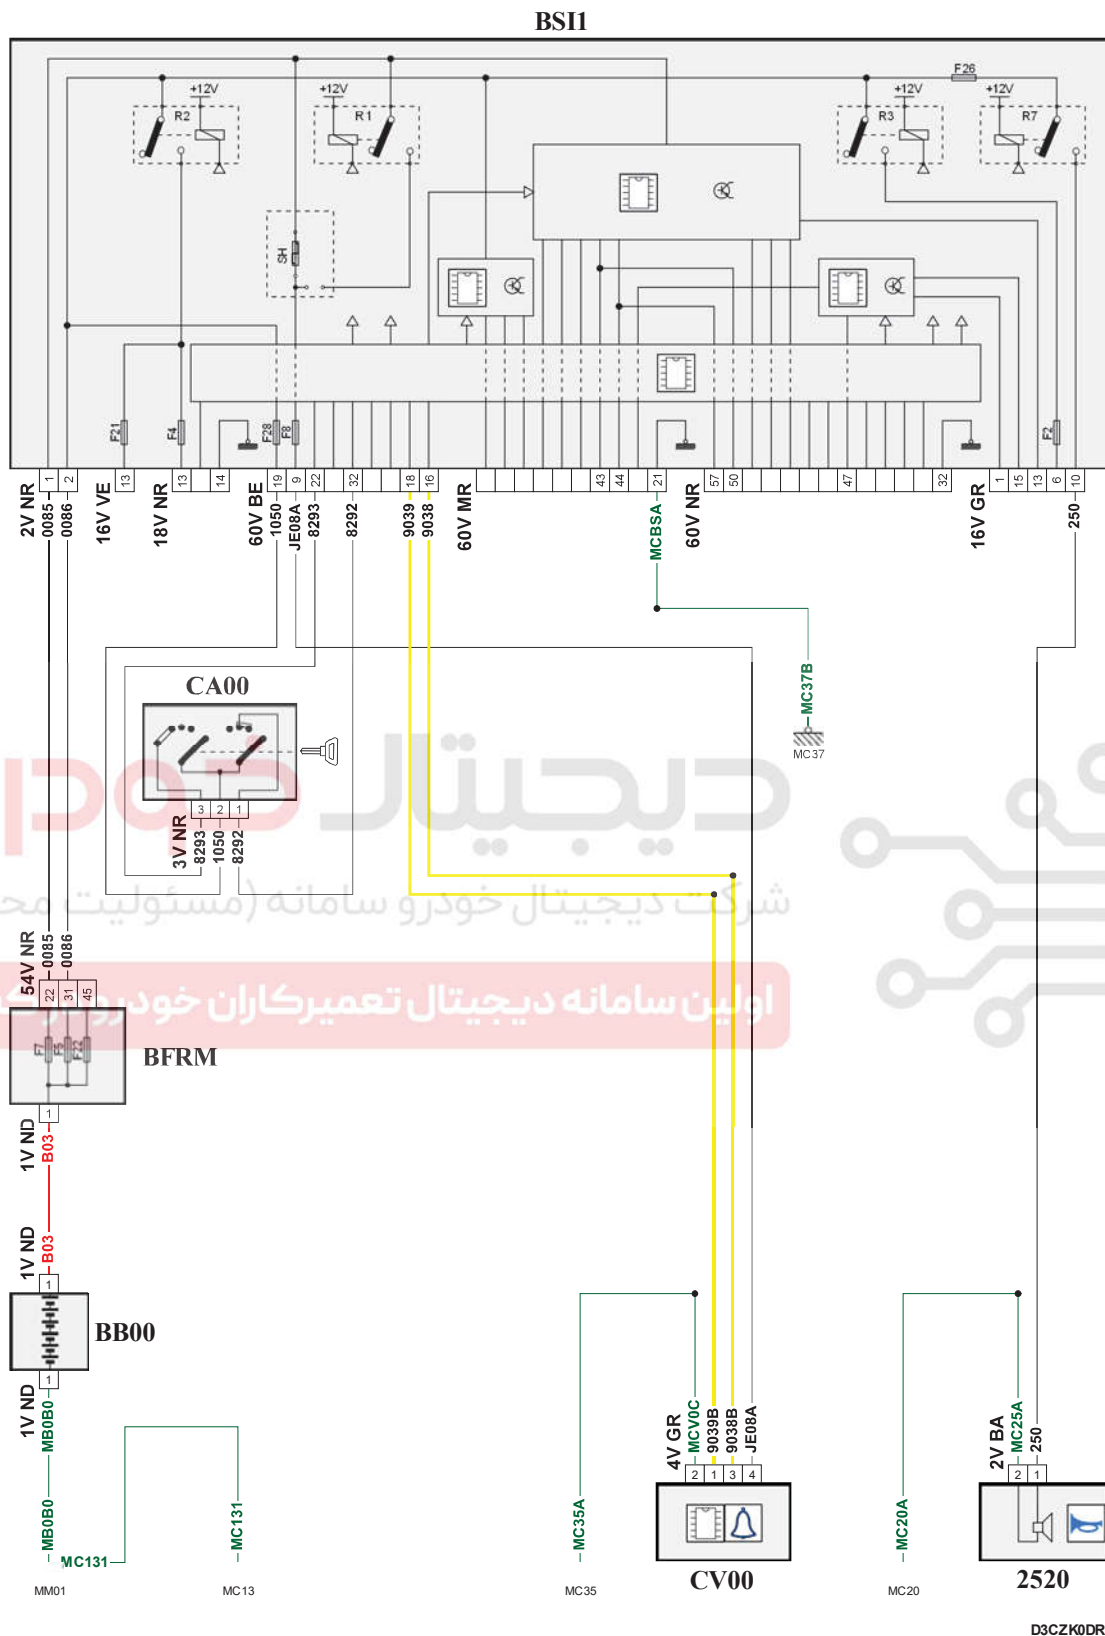 BSI1
F26
+12V
+12V
+12V
+12V
R2
R1
R3
R7
SH
F21
F4
F28
F8
F2
1
2
13
13
14
19
9
22
32
18
16
43
44
21
57
50
47
32
1
15
13
6
10
2V NR
0085
0086
16V VE
18V NR
60V BE
1050
JE08A
8293
8292
9039
9038
60V MR
MCBSA
60V NR
16V GR
250
MC37B
MC37
CA00
3
2
1
3V NR
8293
1050
8292
دیجیتال خودرو
شرکت دیجیتال خودرو سامانه (مسئولیت مح
اولین سامانه دیجیتال تعمیرکاران خودرو
54V NR
0085
0086
22
31
45
F7
F5
F22
BFRM
1
1V ND
B03
B03
1V ND
1
BB00
1
1V ND
MB0B0
MB0B0
MC131
MC131
MM01
MC13
MC35A
MC35
4V GR
MCV0C
9039B
9038B
JE08A
2
1
3
4
CV00
MC20A
MC20
2V BA
MC25A
250
2
1
2520
D3CZK0DR